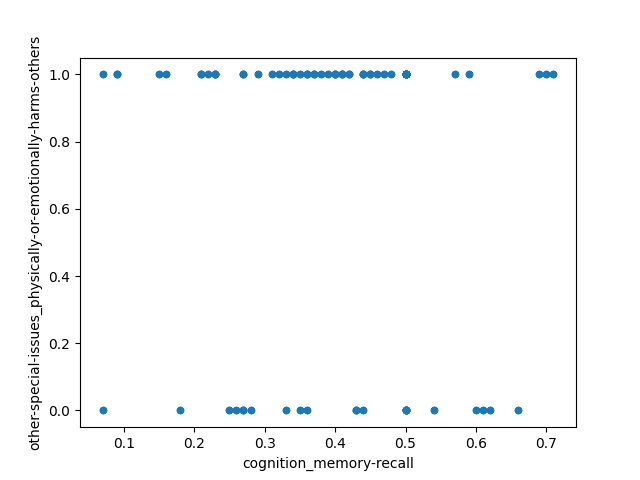 other-special-issues_physically-or-emotionally-harms-others
1.0
0.8
0.6
0.4
0.2
0.0
0.1 0.2 0.3 0.4 0.5 0.6 0.7
cognition_memory-recall